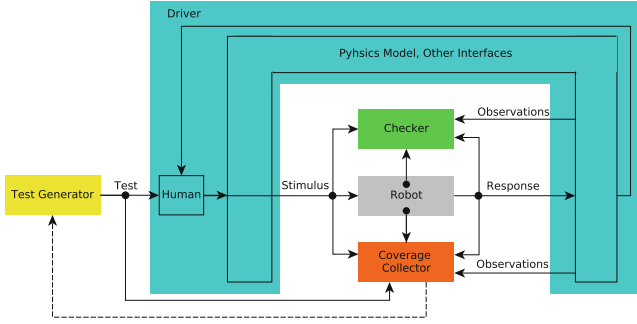 Driver
Pyhsics Model, Other Interfaces
Observations
Checker
Test Generator
Test
Human
Stimulus
Robot
Response
Coverage
Collector
Observations